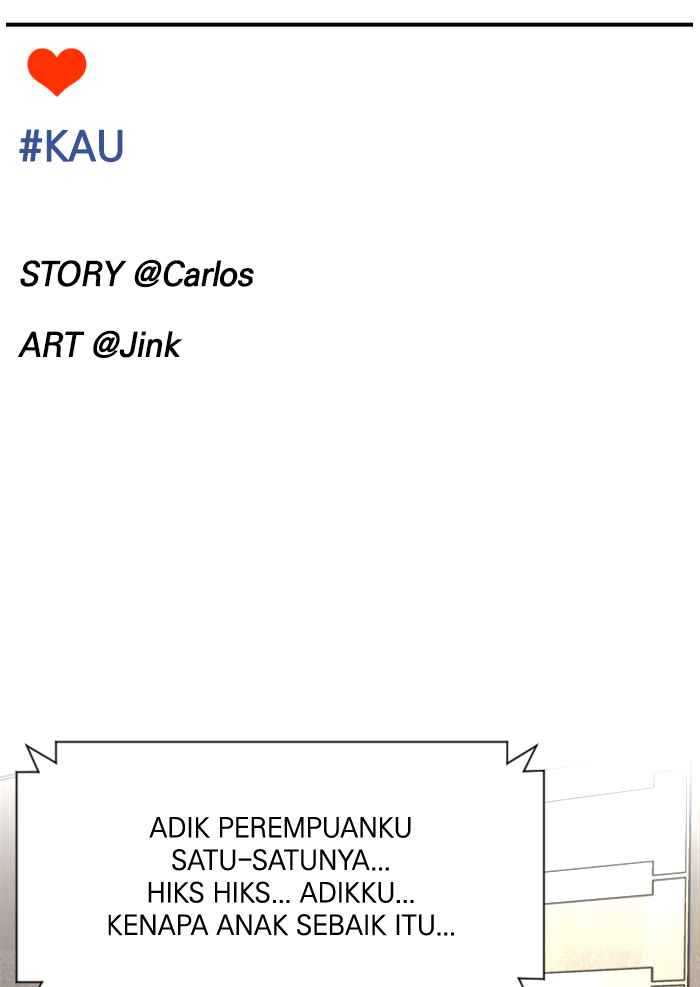 #KAU
STORY @Carlos
ART @Jink
ADIK PEREMPUANKU
SATU-SATUNYA...
HIKS HIKS... ADIKKU...
KENAPA ANAK SEBAIK ITU...